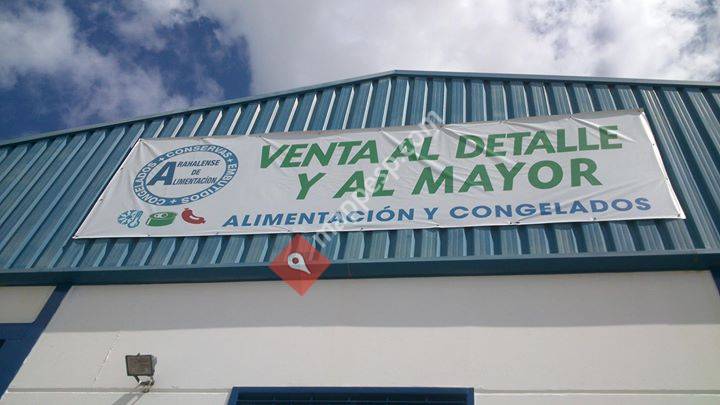 CONGELADOS + CONSERVAS + EMBUTIDOS +
ARAHALENSE
DE
ALIMENTACIÓN
VENTA AL DETALLE
Y AL MAYOR
ALIMENTACIÓN Y CONGELADOS